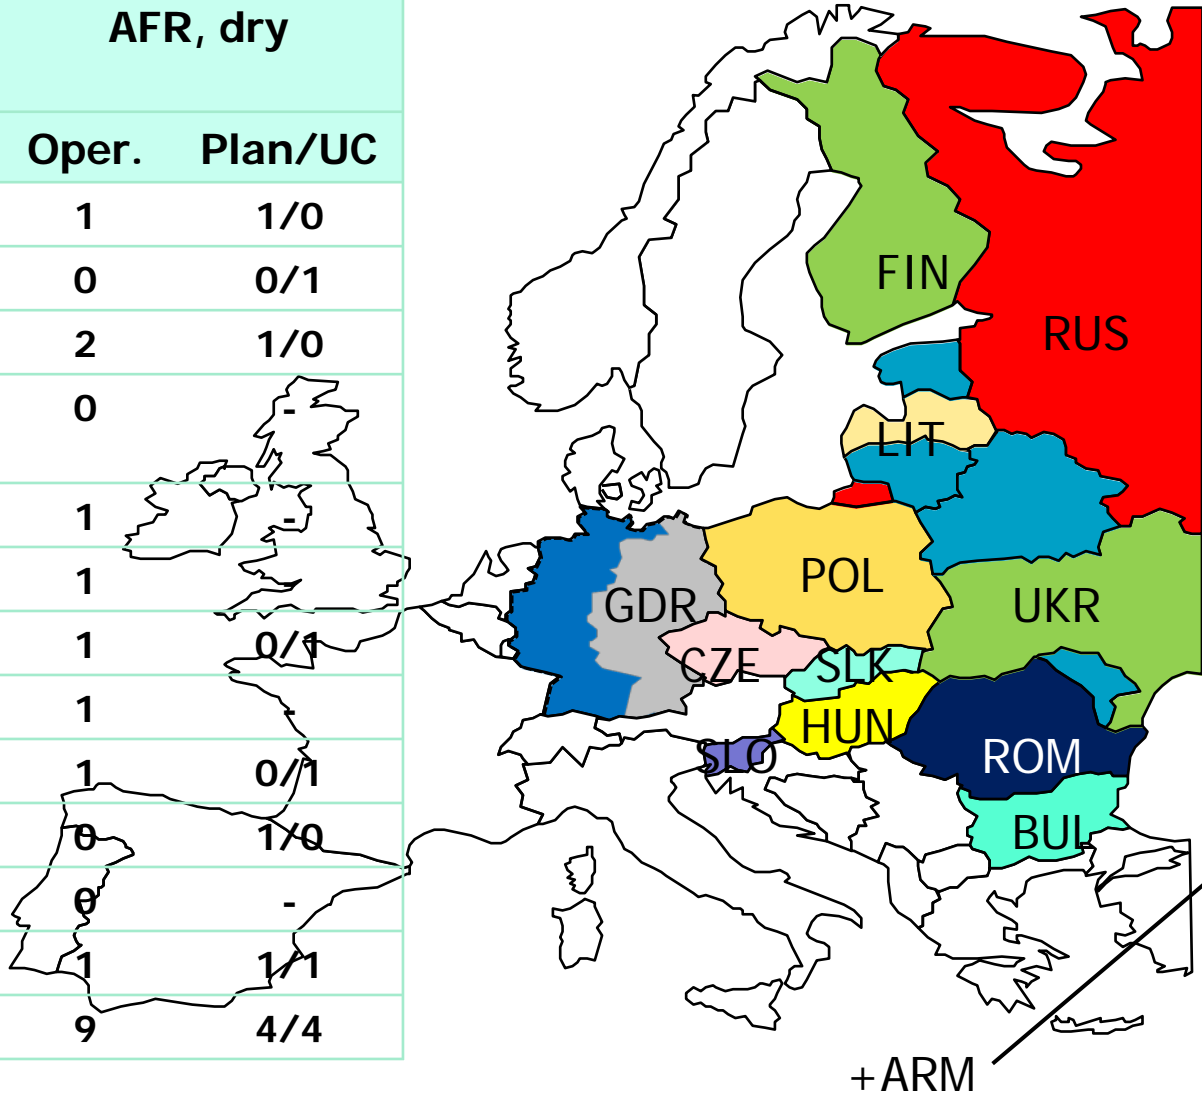 AFR, dry
Oper. Plan/UC
1 1/0
0 0/1
2 1/0
0 -
1 -
1
1 0/1
1 -
1 0/1
0 1/0
0 -
1 1/1
9 4/4
FIN
RUS
LIT
POL
GDR
UKR
CZE
SLK
HUN
SLO
ROM
BUL
+ARM